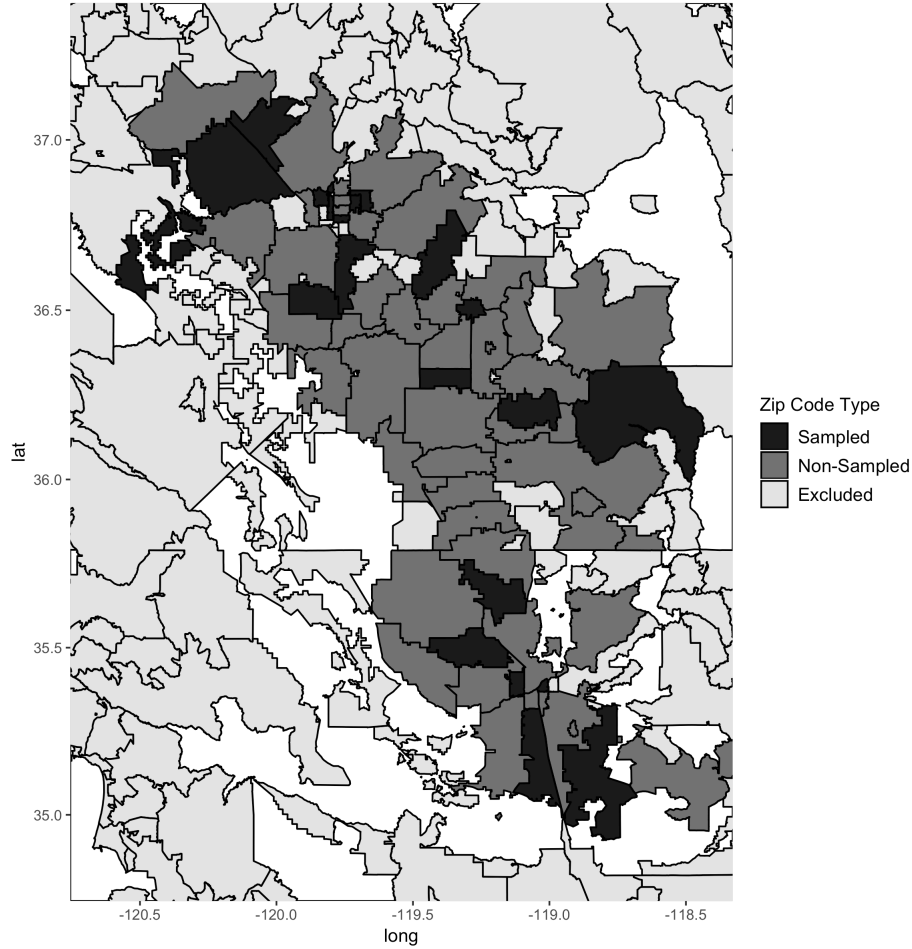 37.0
36.5
36.0
35.5
35.0
lat
-120.5 -120.0 -119.5 -119.0 -118.5
long
Zip Code Type
Sampled
Non-Sampled
Excluded